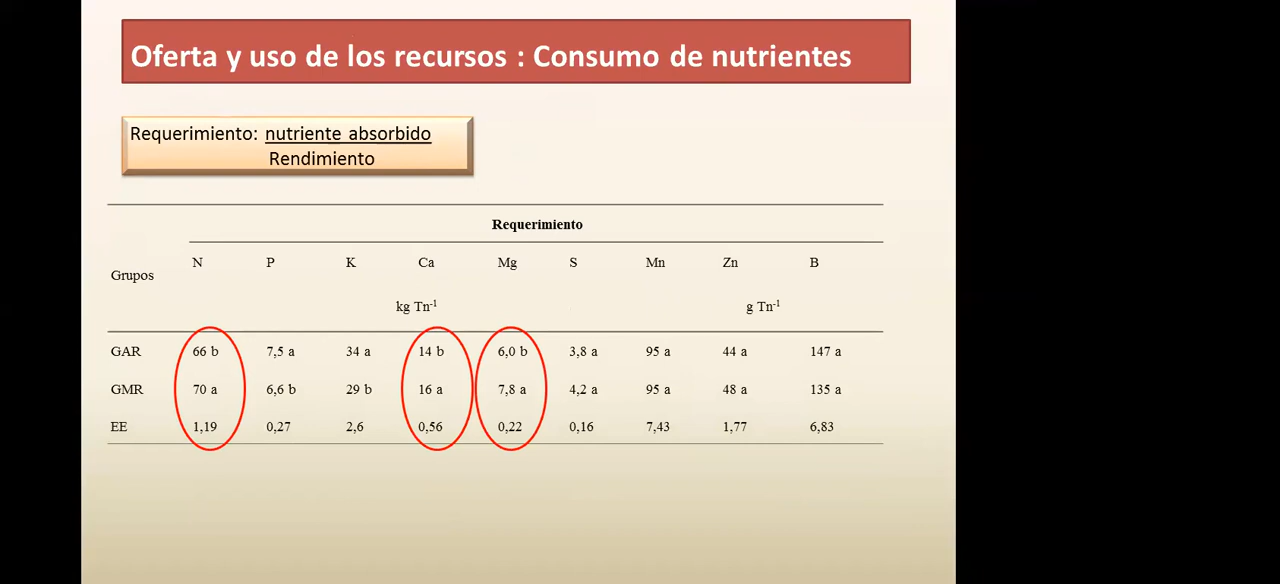 Oferta y uso de los recursos : Consumo de nutrientes
Requerimiento: nutriente absorbido
Rendimiento
Requerimiento
Grupos N P K Ca Mg S Mn Zn B
kg Tn⁻¹ g Tn⁻¹
GAR 66 b 7,5 a 34 a 14 b 6,0 b 3,8 a 95 a 44 a 147 a
GMR 70 a 6,6 b 29 b 16 a 7,8 a 4,2 a 95 a 48 a 135 a
EE 1,19 0,27 2,6 0,56 0,22 0,16 7,43 1,77 6,83